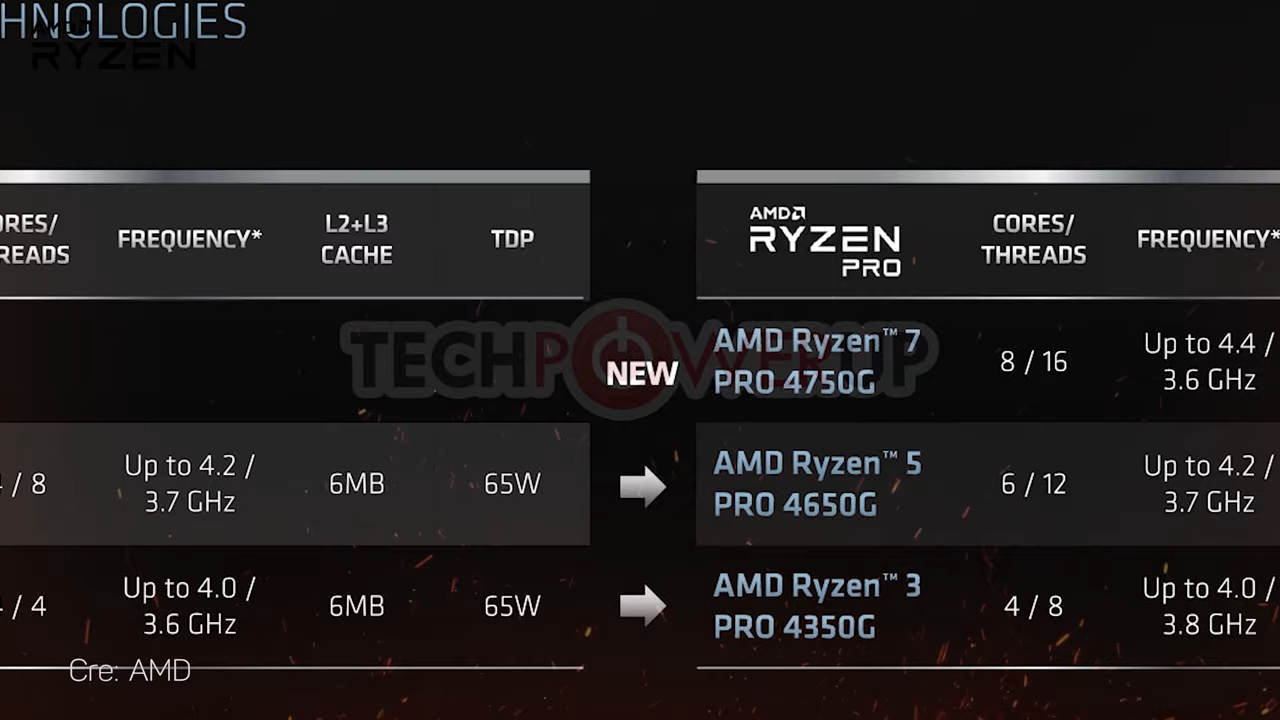 HNOLOGIES
AMD
RYZEN
ORES/
READS
FREQUENCY*
L2+L3
CACHE
TDP
AMD
RYZEN
PRO
CORES/
THREADS
FREQUENCY*
TECHPOWERUP
NEW
AMD Ryzen™ 7
PRO 4750G
8 / 16
Up to 4.4 /
3.6 GHz
/ 8
Up to 4.2 /
3.7 GHz
6MB
65W
AMD Ryzen™ 5
PRO 4650G
6 / 12
Up to 4.2 /
3.7 GHz
/ 4
Up to 4.0 /
3.6 GHz
6MB
65W
AMD Ryzen™ 3
PRO 4350G
4 / 8
Up to 4.0 /
3.8 GHz
Cre: AMD